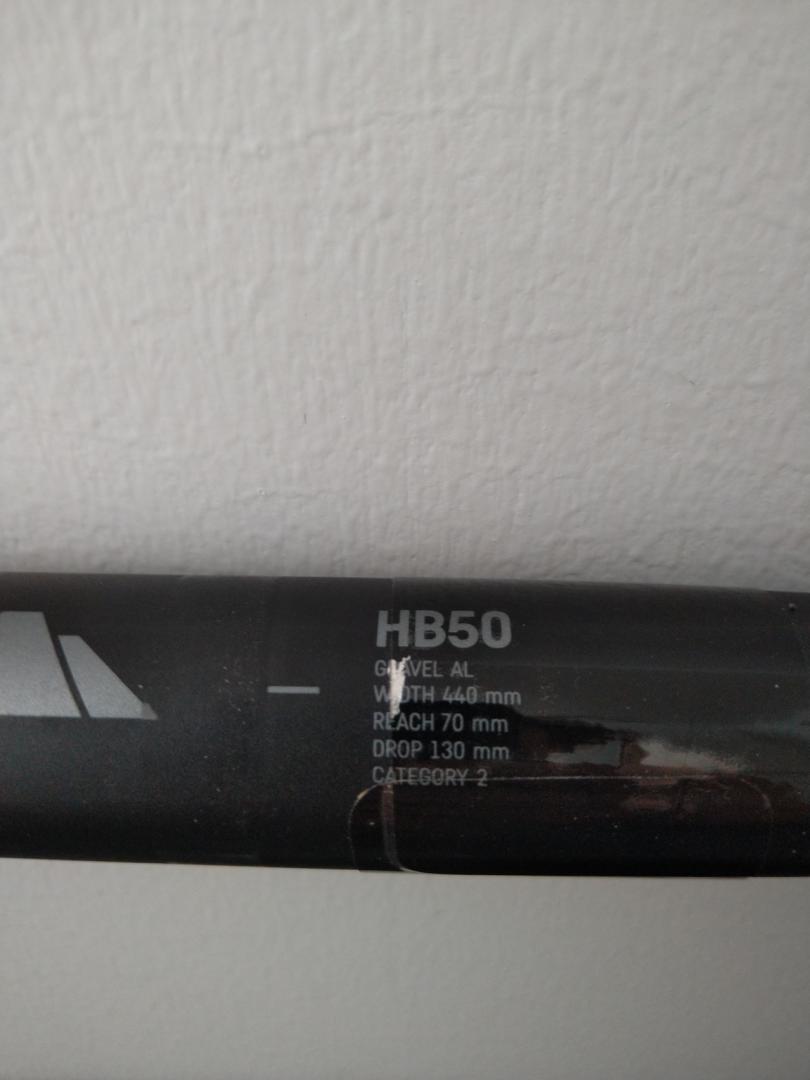 HB50
GRAVEL AL
WIDTH 440 mm
REACH 70 mm
DROP 130 mm
CATEGORY 2